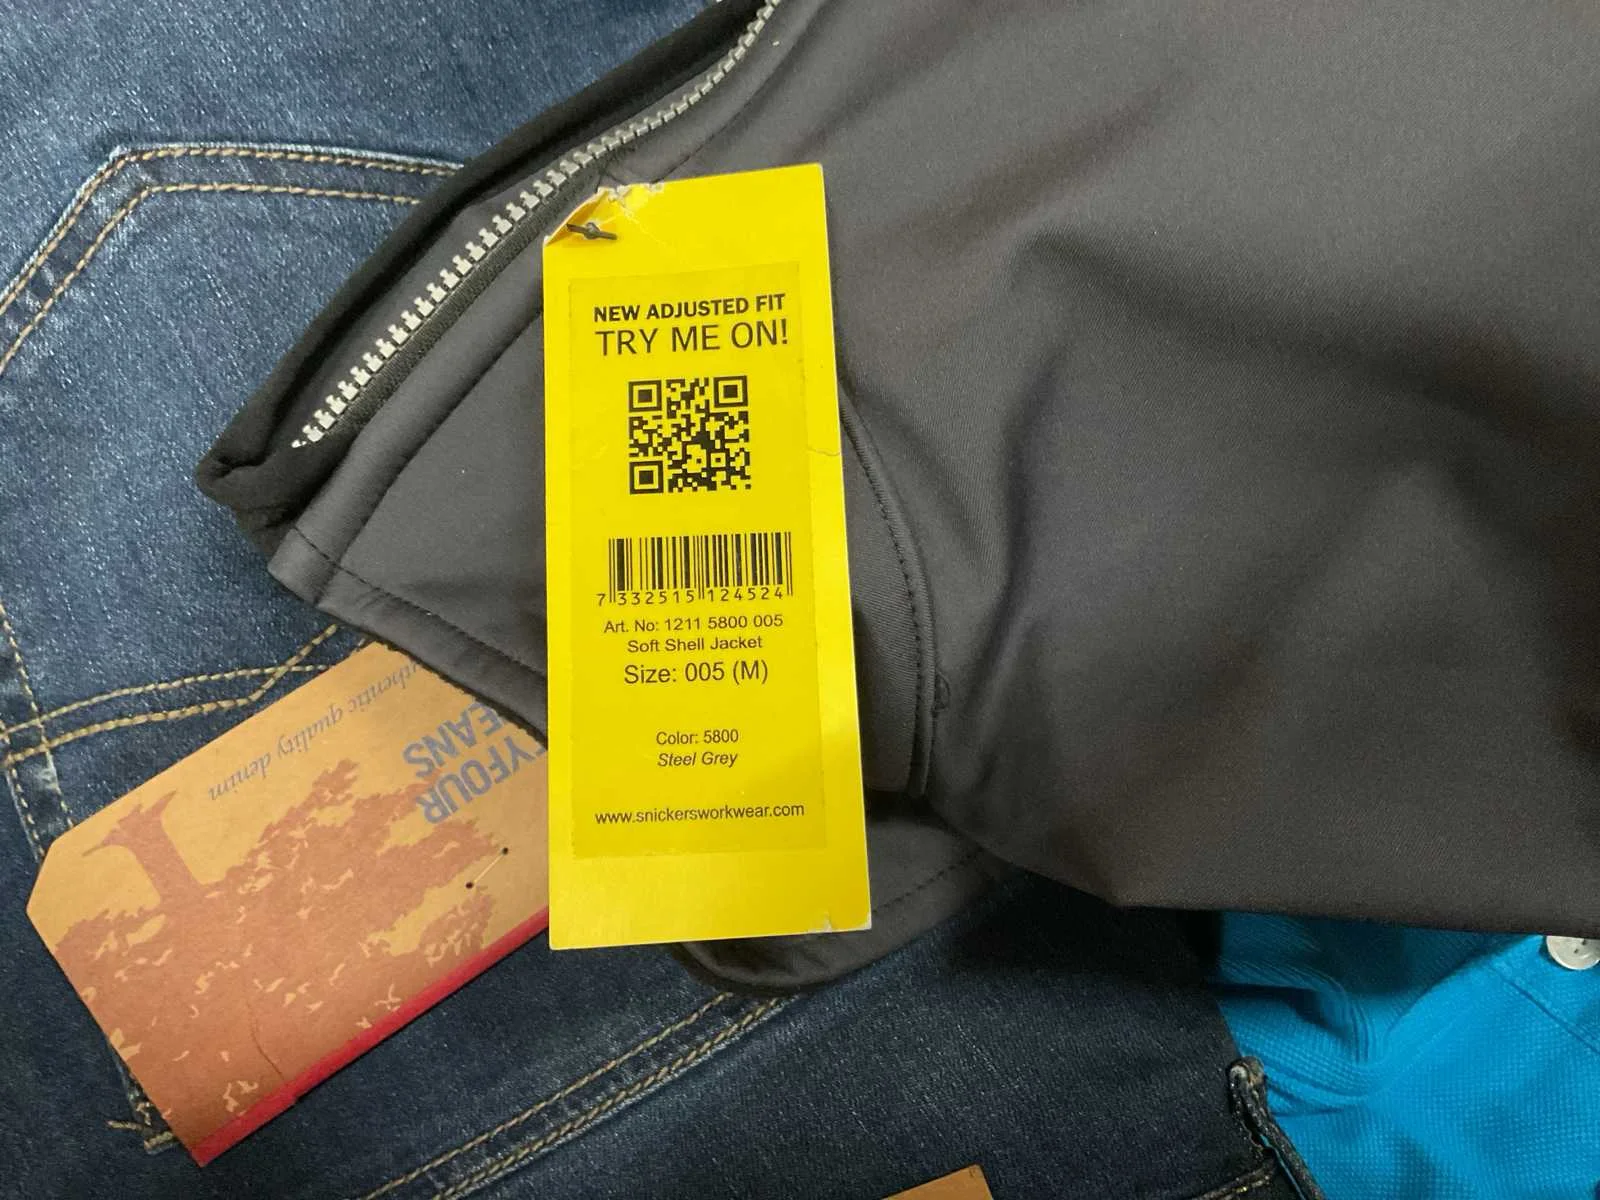 NEW ADJUSTED FIT
TRY ME ON!
7 332515 124524
Art. No: 1211 5800 005
Soft Shell Jacket
Size: 005 (M)
Color: 5800
Steel Grey
www.snickersworkwear.com
quality denim